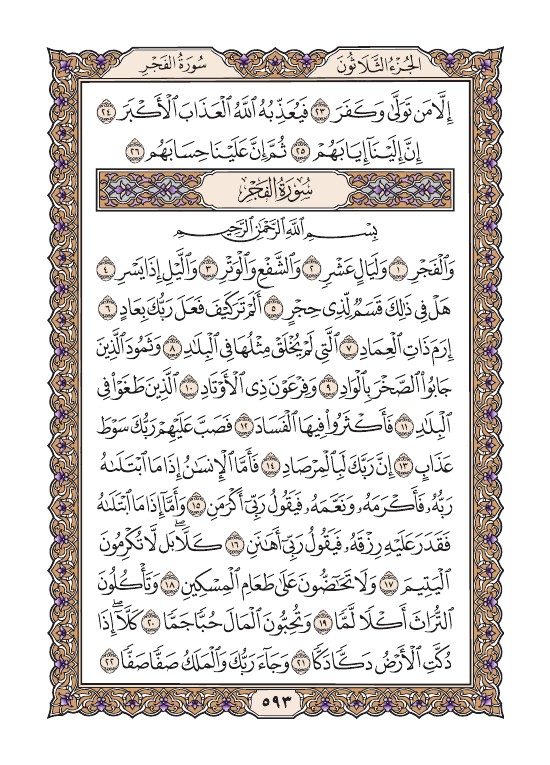 الجُزْءُ الثَّلَاثُونَ
سُورَةُ الفَجْرِ
إِلَّا مَن تَوَلَّىٰ وَكَفَرَ ٢٣ فَيُعَذِّبُهُ ٱللَّهُ ٱلْعَذَابَ ٱلْأَكْبَرَ ٢٤
إِنَّ إِلَيْنَآ إِيَابَهُمْ ٢٥ ثُمَّ إِنَّ عَلَيْنَا حِسَابَهُم ٢٦
سُورَةُ الفَجْرِ
بِسْمِ ٱللَّهِ ٱلرَّحْمَٰنِ ٱلرَّحِيمِ
وَٱلْفَجْرِ ١ وَلَيَالٍ عَشْرٍ ٢ وَٱلشَّفْعِ وَٱلْوَتْرِ ٣ وَٱلَّيْلِ إِذَا يَسْرِ ٤
هَلْ فِي ذَٰلِكَ قَسَمٌ لِّذِي حِجْرٍ ٥ أَلَمْ تَرَ كَيْفَ فَعَلَ رَبُّكَ بِعَادٍ ٦
إِرَمَ ذَاتِ ٱلْعِمَادِ ٧ ٱلَّتِي لَمْ يُخْلَقْ مِثْلُهَا فِي ٱلْبِلَٰدِ ٨ وَثَمُودَ ٱلَّذِينَ
جَابُوا۟ ٱلصَّخْرَ بِٱلْوَادِ ٩ وَفِرْعَوْنَ ذِي ٱلْأَوْتَادِ ١٠ ٱلَّذِينَ طَغَوْا۟ فِي
ٱلْبِلَٰدِ ١١ فَأَكْثَرُوا۟ فِيهَا ٱلْفَسَادَ ١٢ فَصَبَّ عَلَيْهِمْ رَبُّكَ سَوْطَ
عَذَابٍ ١٣ إِنَّ رَبَّكَ لَبِٱلْمِرْصَادِ ١٤ فَأَمَّا ٱلْإِنسَٰنُ إِذَا مَا ٱبْتَلَىٰهُ
رَبُّهُۥ فَأَكْرَمَهُۥ وَنَعَّمَهُۥ فَيَقُولُ رَبِّيٓ أَكْرَمَنِ ١٥ وَأَمَّآ إِذَا مَا ٱبْتَلَىٰهُ
فَقَدَرَ عَلَيْهِ رِزْقَهُۥ فَيَقُولُ رَبِّيٓ أَهَٰنَنِ ١٦ كَلَّا ۖ بَل لَّا تُكْرِمُونَ
ٱلْيَتِيمَ ١٧ وَلَا تَحَٰٓضُّونَ عَلَىٰ طَعَامِ ٱلْمِسْكِينِ ١٨ وَتَأْكُلُونَ
ٱلتُّرَاثَ أَكْلًا لَّمًّا ١٩ وَتُحِبُّونَ ٱلْمَالَ حُبًّا جَمًّا ٢٠ كَلَّآ ۖ إِذَا
دُكَّتِ ٱلْأَرْضُ دَكًّا دَكًّا ٢١ وَجَآءَ رَبُّكَ وَٱلْمَلَكُ صَفًّا صَفًّا ٢٢
٥٩٣